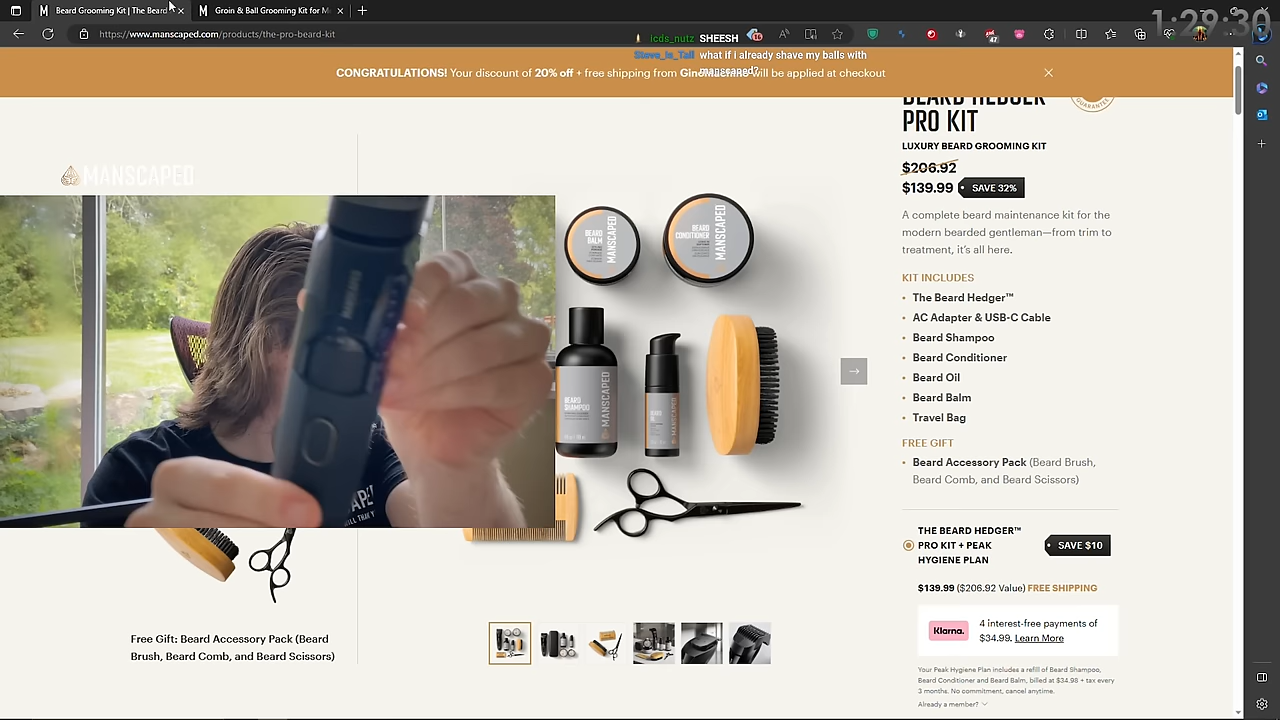 Beard Grooming Kit | The Beard
Groin & Ball Grooming Kit for M
https://www.manscaped.com/products/the-pro-beard-kit
1:29:30
icds_nutz SHEESH
Steve_Is_Tall what if i already shave my balls with
manscaped?
CONGRATULATIONS! Your discount of 20% off + free shipping from will be applied at checkout
BEARD HEDGER
PRO KIT
GUARANTEE
LUXURY BEARD GROOMING KIT
$206.92
$139.99 SAVE 32%
A complete beard maintenance kit for the
modern bearded gentleman—from trim to
treatment, it's all here.
KIT INCLUDES
• The Beard Hedger™
• AC Adapter & USB-C Cable
• Beard Shampoo
• Beard Conditioner
• Beard Oil
• Beard Balm
• Travel Bag
FREE GIFT
• Beard Accessory Pack (Beard Brush,
Beard Comb, and Beard Scissors)
THE BEARD HEDGER™
PRO KIT + PEAK
HYGIENE PLAN
SAVE $10
$139.99 ($206.92 Value) FREE SHIPPING
Klarna.
4 interest-free payments of
$34.99. Learn More
Your Peak Hygiene Plan includes a refill of Beard Shampoo,
Beard Conditioner and Beard Balm, billed at $34.98 + tax every
3 months. No commitment, cancel anytime.
Already a member?
MANSCAPED
BEARD
BALM
MANSCAPED
BEARD
CONDITIONER
MANSCAPED
BEARD
SHAMPOO
MANSCAPED
BEARD
MANSCAPED
Free Gift: Beard Accessory Pack (Beard
Brush, Beard Comb, and Beard Scissors)